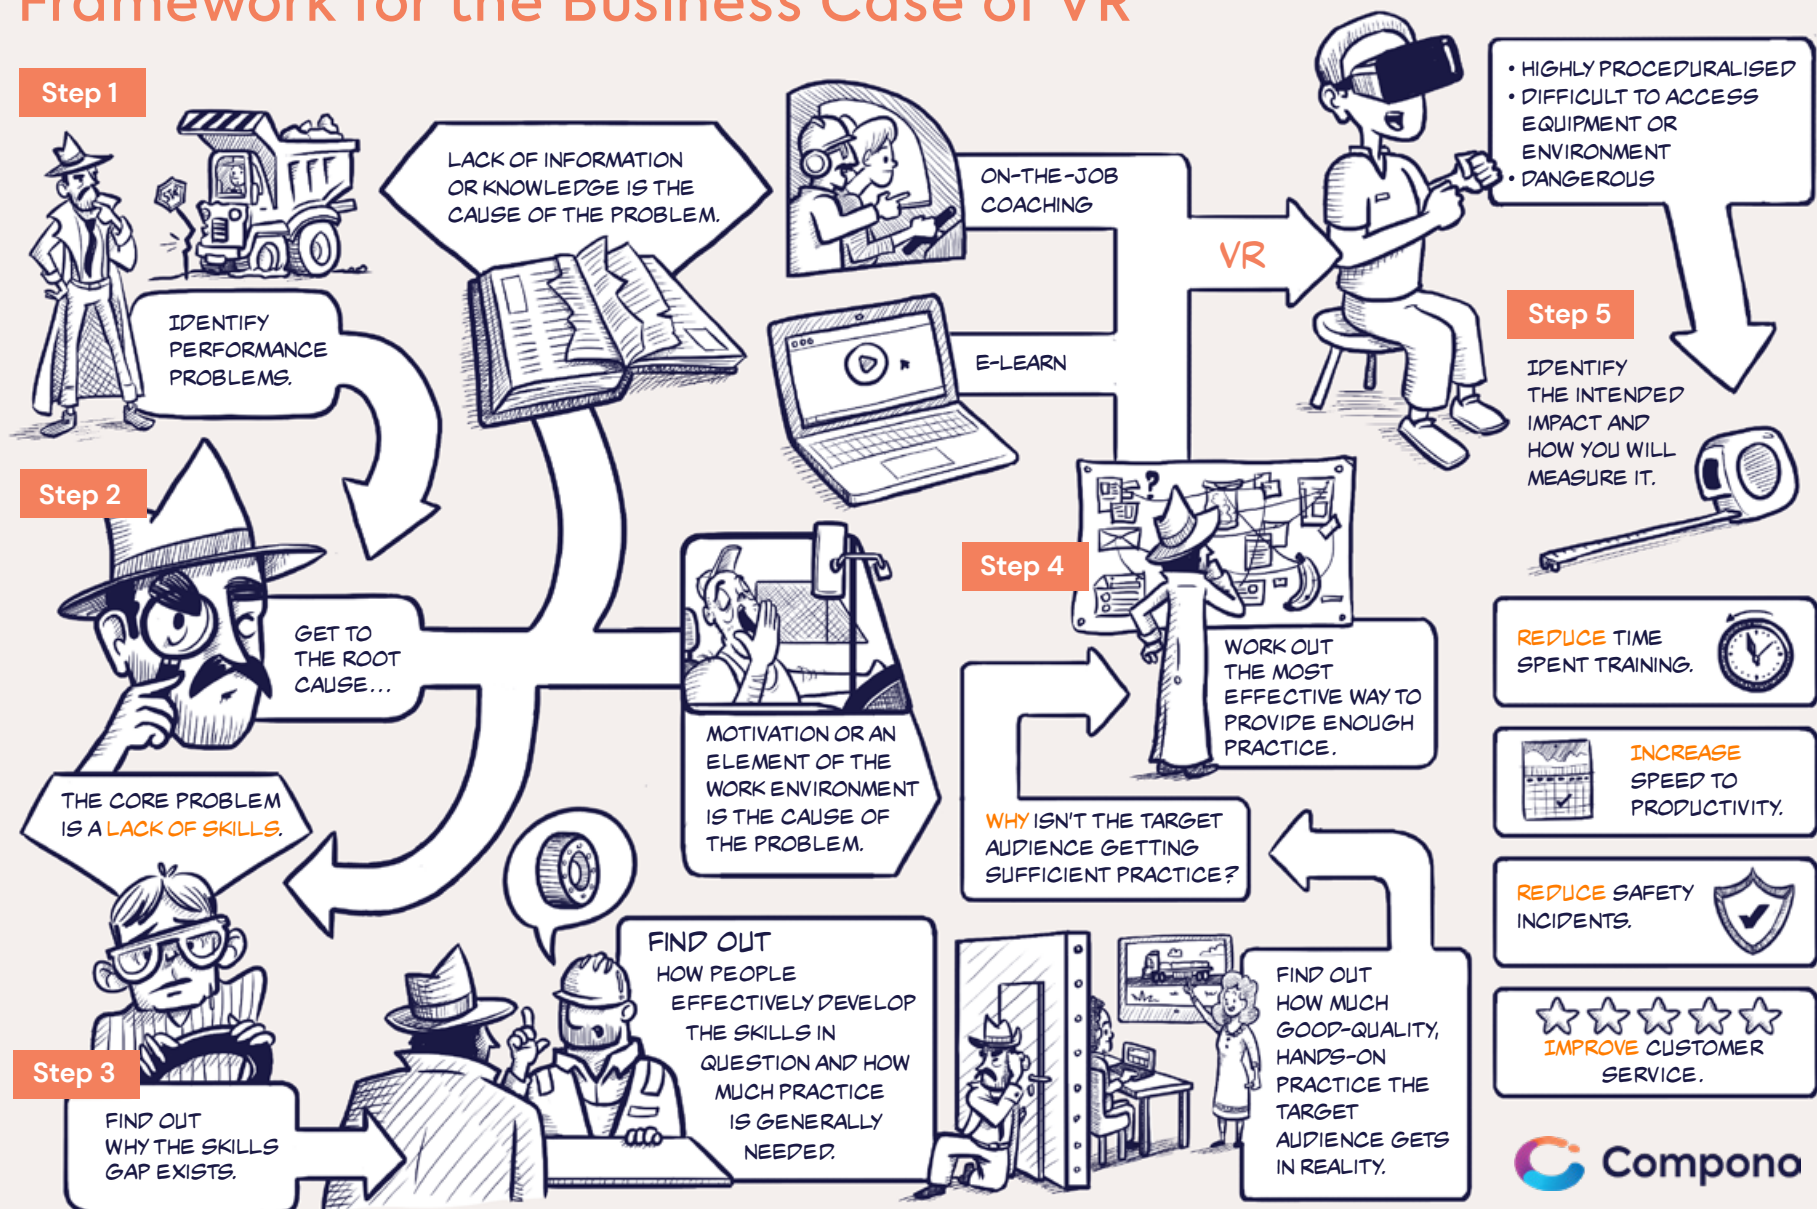 Framework for the Business Case of VR
Step 1
IDENTIFY
PERFORMANCE
PROBLEMS.
Step 2
GET TO
THE ROOT
CAUSE...
LACK OF INFORMATION
OR KNOWLEDGE IS THE
CAUSE OF THE PROBLEM.
MOTIVATION OR AN
ELEMENT OF THE
WORK ENVIRONMENT
IS THE CAUSE OF
THE PROBLEM.
THE CORE PROBLEM
IS A LACK OF SKILLS.
Step 3
FIND OUT
WHY THE SKILLS
GAP EXISTS.
FIND OUT
HOW PEOPLE
EFFECTIVELY DEVELOP
THE SKILLS IN
QUESTION AND HOW
MUCH PRACTICE
IS GENERALLY
NEEDED.
FIND OUT
HOW MUCH
GOOD-QUALITY,
HANDS-ON
PRACTICE THE
TARGET
AUDIENCE GETS
IN REALITY.
WHY ISN'T THE TARGET
AUDIENCE GETTING
SUFFICIENT PRACTICE?
Step 4
?
WORK OUT
THE MOST
EFFECTIVE WAY TO
PROVIDE ENOUGH
PRACTICE.
ON-THE-JOB
COACHING
E-LEARN
VR
• HIGHLY PROCEDURALISED
• DIFFICULT TO ACCESS
EQUIPMENT OR
ENVIRONMENT
• DANGEROUS
Step 5
IDENTIFY
THE INTENDED
IMPACT AND
HOW YOU WILL
MEASURE IT.
REDUCE TIME
SPENT TRAINING.
INCREASE
SPEED TO
PRODUCTIVITY.
REDUCE SAFETY
INCIDENTS.
IMPROVE CUSTOMER
SERVICE.
Compono